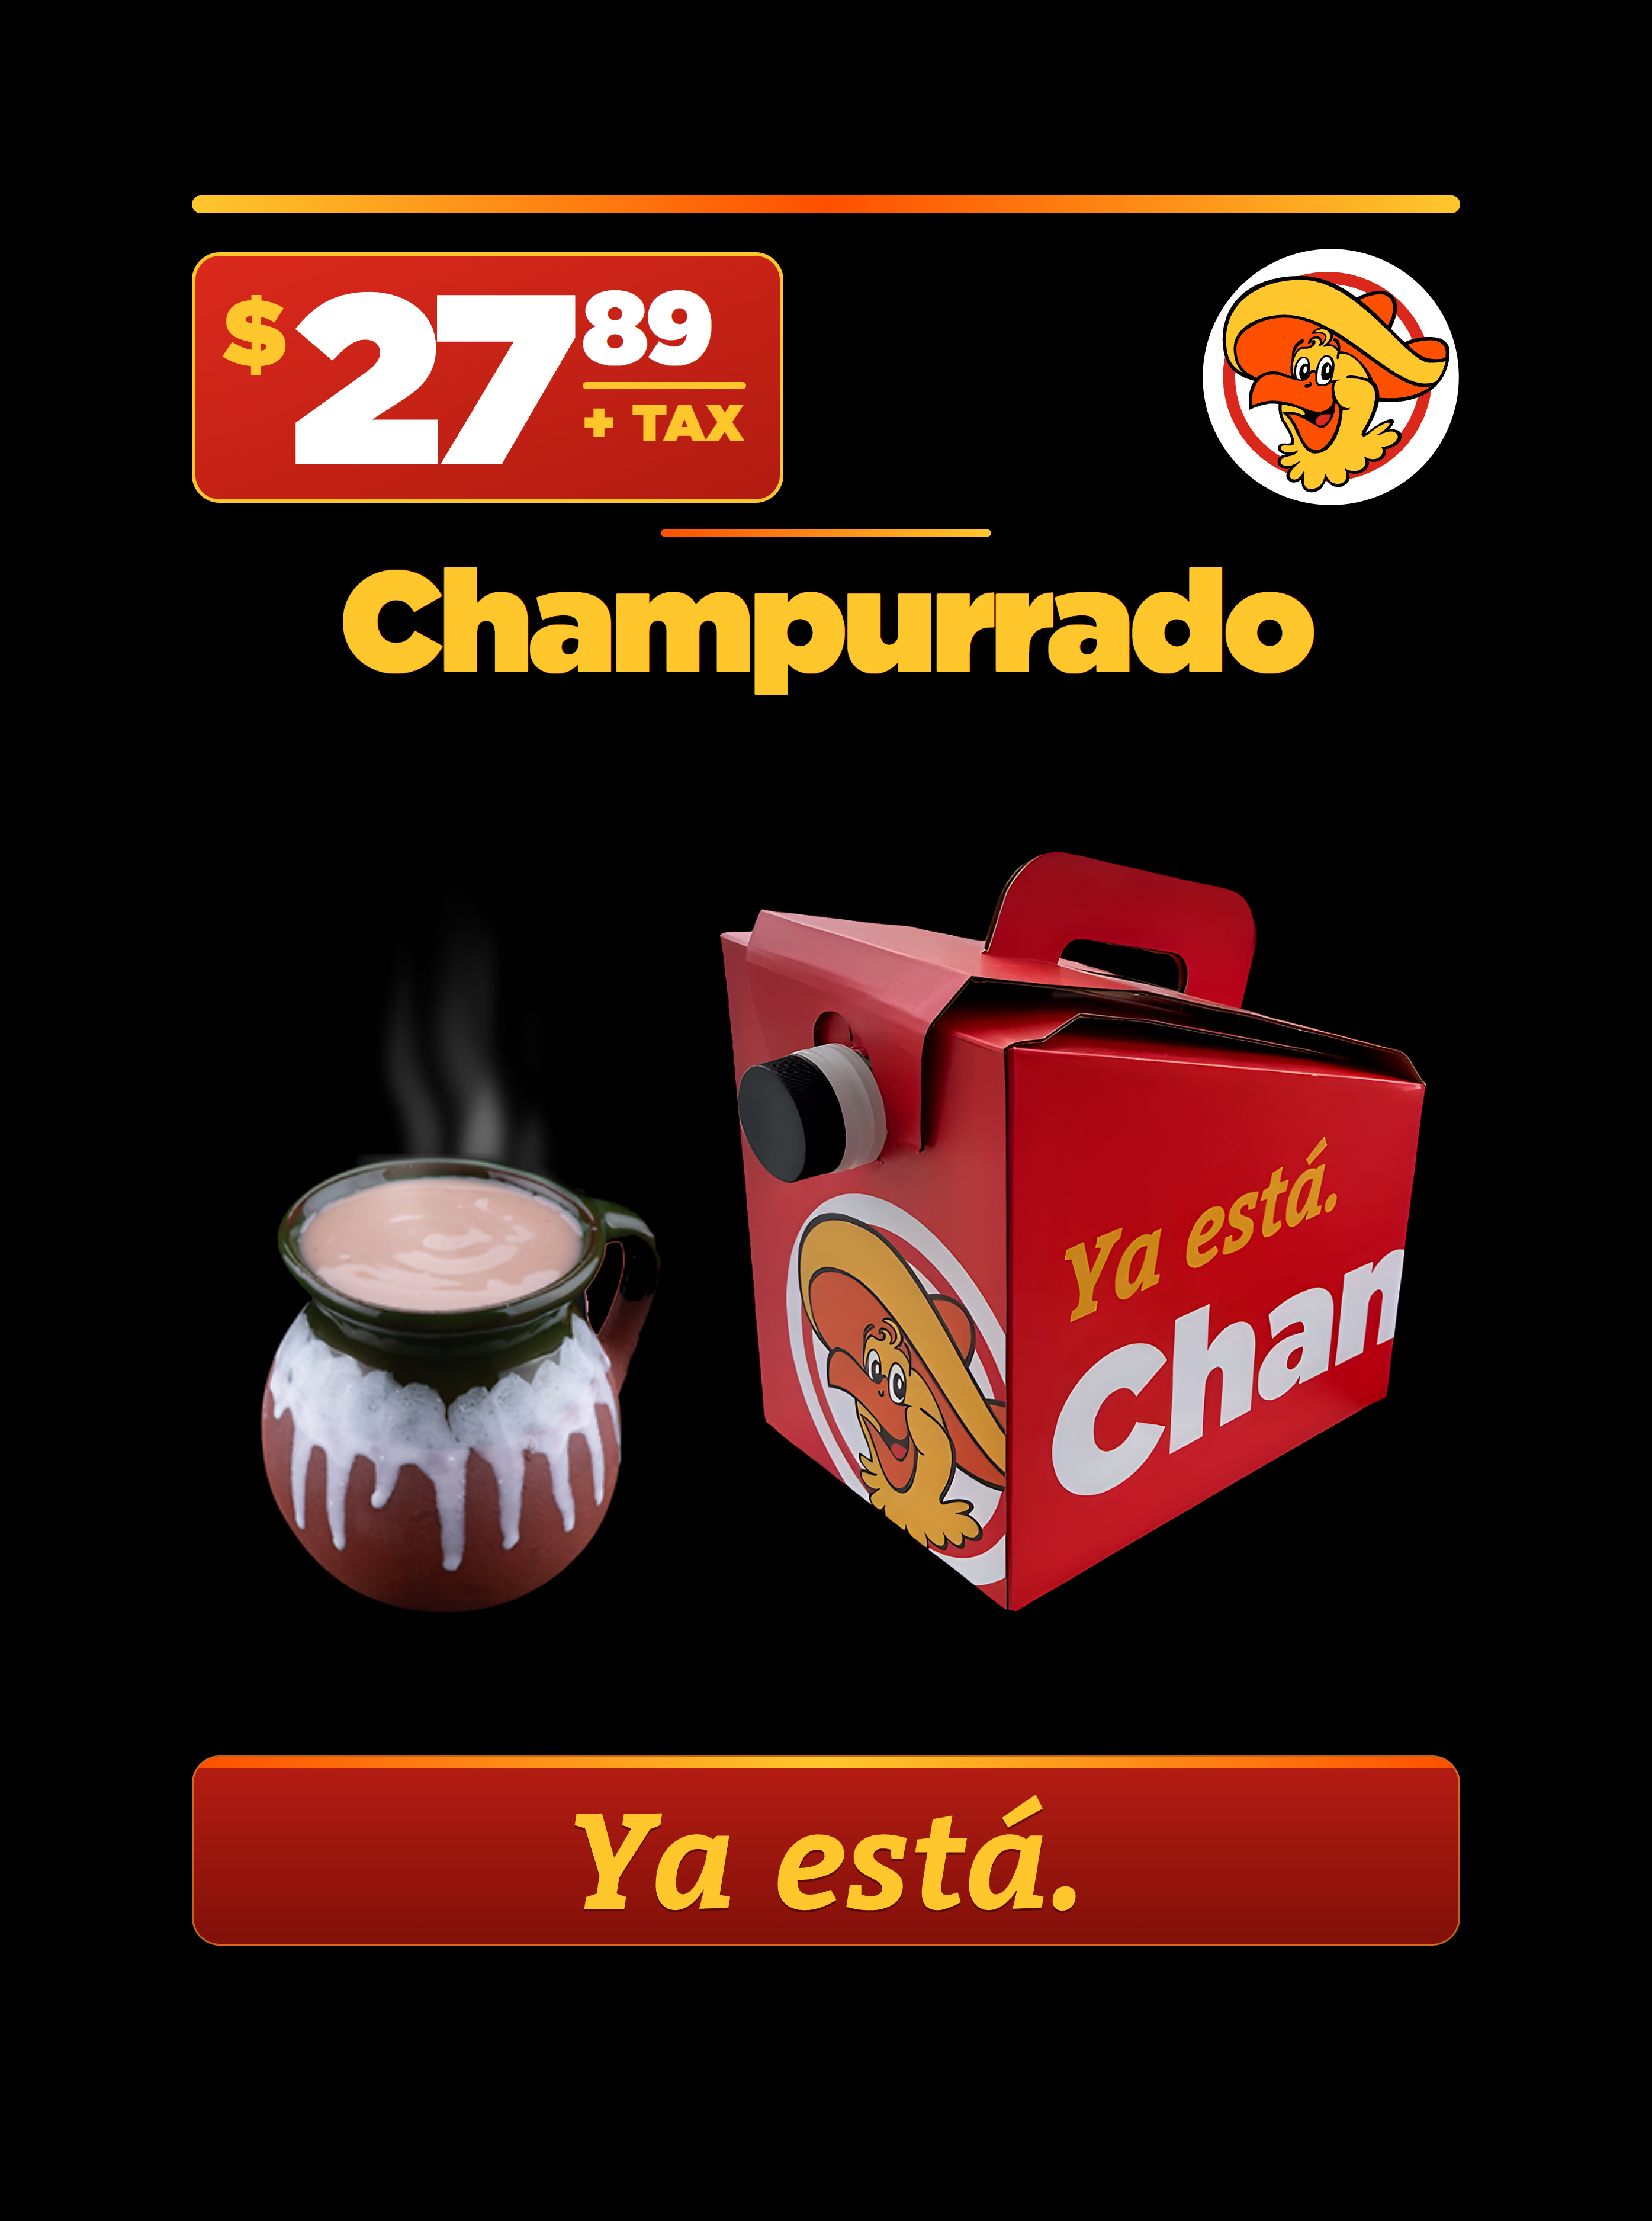 $27 89
+ TAX
Champurrado
Ya está.
Chan
Ya está.